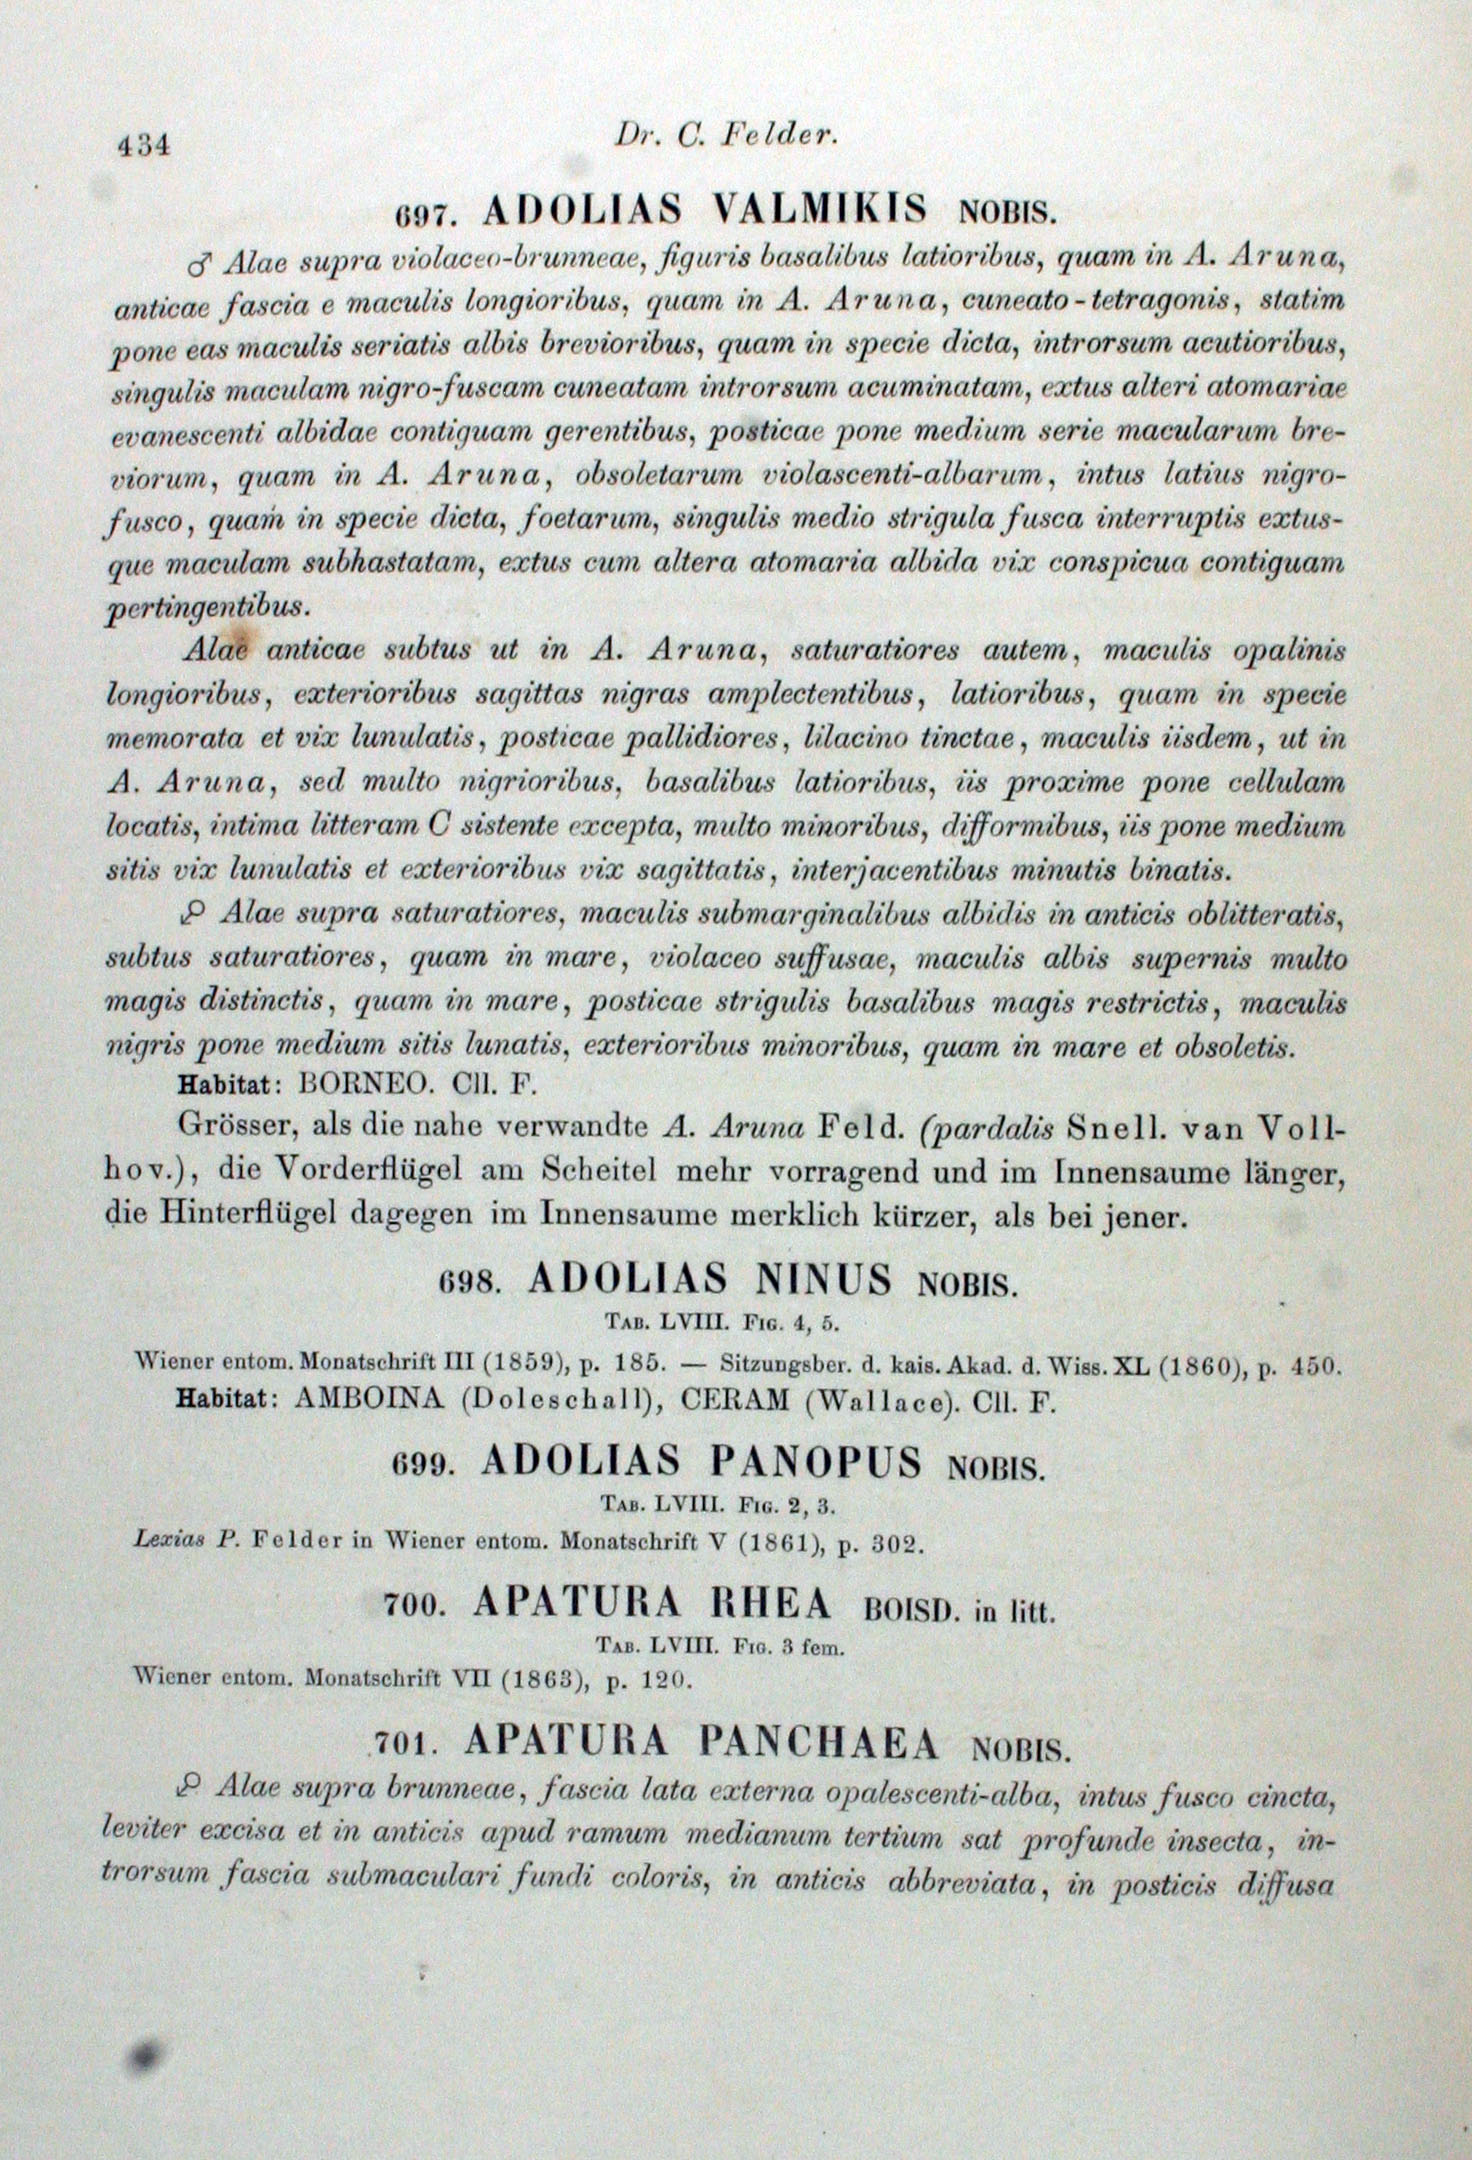 434
Dr. C. Felder.
697. ADOLIAS VALMIKIS NOBIS.
♂ Alae supra violaceo-brunneae, figuris basalibus latioribus, quam in A. Aruna,
anticae fascia e maculis longioribus, quam in A. Aruna, cuneato-tetragonis, statim
pone eas maculis seriatis albis brevioribus, quam in specie dicta, introrsum acutioribus,
singulis maculam nigro-fuscam cuneatam introrsum acuminatam, extus alteri atomariae
evanescenti albidae contiguam gerentibus, posticae pone medium serie macularum bre-
viorum, quam in A. Aruna, obsoletarum violascenti-albarum, intus latius nigro-
fusco, quam in specie dicta, foetarum, singulis medio strigula fusca interruptis extus-
que maculam subhastatam, extus cum altera atomaria albida vix conspicua contiguam
pertingentibus.
Alae anticae subtus ut in A. Aruna, saturatiores autem, maculis opalinis
longioribus, exterioribus sagittas nigras amplectentibus, latioribus, quam in specie
memorata et vix lunulatis, posticae pallidiores, lilacino tinctae, maculis iisdem, ut in
A. Aruna, sed multo nigrioribus, basalibus latioribus, iis proxime pone cellulam
locatis, intima litteram C sistente excepta, multo minoribus, difformibus, iis pone medium
sitis vix lunulatis et exterioribus vix sagittatis, interjacentibus minutis binatis.
♀ Alae supra saturatiores, maculis submarginalibus albidis in anticis oblitteratis,
subtus saturatiores, quam in mare, violaceo suffusae, maculis albis supernis multo
magis distinctis, quam in mare, posticae strigulis basalibus magis restrictis, maculis
nigris pone medium sitis lunatis, exterioribus minoribus, quam in mare et obsoletis.
Habitat: BORNEO. Cll. F.
Grösser, als die nahe verwandte A. Aruna Feld. (pardalis Snell. van Voll-
hov.), die Vorderflügel am Scheitel mehr vorragend und im Innensaume länger,
die Hinterflügel dagegen im Innensaume merklich kürzer, als bei jener.
698. ADOLIAS NINUS NOBIS.
TAB. LVIII. FIG. 4, 5.
Wiener entom. Monatschrift III (1859), p. 185. — Sitzungsber. d. kais. Akad. d. Wiss. XL (1860), p. 450.
Habitat: AMBOINA (Doleschall), CERAM (Wallace). Cll. F.
699. ADOLIAS PANOPUS NOBIS.
TAB. LVIII. FIG. 2, 3.
Lexias P. Felder in Wiener entom. Monatschrift V (1861), p. 302.
700. APATURA RHEA BOISD. in litt.
TAB. LVIII. FIG. 3 fem.
Wiener entom. Monatschrift VII (1863), p. 120.
701. APATURA PANCHAEA NOBIS.
♀ Alae supra brunneae, fascia lata externa opalescenti-alba, intus fusco cincta,
leviter excisa et in anticis apud ramum medianum tertium sat profunde insecta, in-
trorsum fascia submaculari fundi coloris, in anticis abbreviata, in posticis diffusa